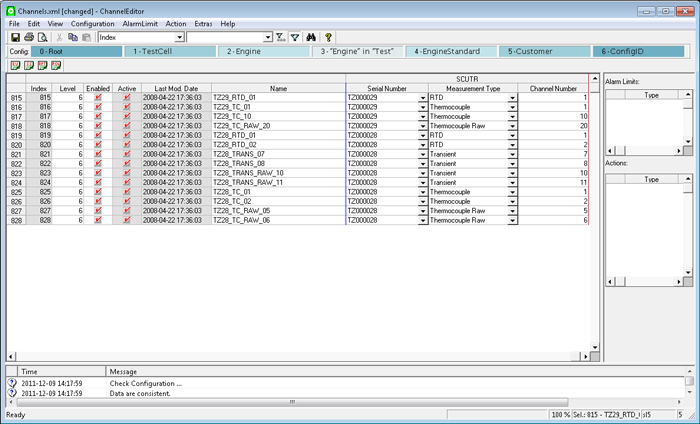 Channels.xml [changed] - ChannelEditor
File Edit View Configuration AlarmLimit Action Extras Help
Index
Config: 0 - Root 1 - TestCell 2 - Engine 3 - "Engine" in "Test" 4 - EngineStandard 5 - Customer 6 - ConfigID
SCUTR
Index Level Enabled Active Last Mod. Date Name Serial Number Measurement Type Channel Number
815 815 6 2008-04-22 17:36:03 TZ29_RTD_01 TZ000029 RTD 1
816 816 6 2008-04-22 17:36:03 TZ29_TC_01 TZ000029 Thermocouple 1
817 817 6 2008-04-22 17:36:03 TZ29_TC_10 TZ000029 Thermocouple 10
818 818 6 2008-04-22 17:36:03 TZ29_TC_RAW_20 TZ000029 Thermocouple Raw 20
819 819 6 2008-04-22 17:36:03 TZ28_RTD_01 TZ000028 RTD 1
820 820 6 2008-04-22 17:36:03 TZ28_RTD_02 TZ000028 RTD 2
821 821 6 2008-04-22 17:36:03 TZ28_TRANS_07 TZ000028 Transient 7
822 822 6 2008-04-22 17:36:03 TZ28_TRANS_08 TZ000028 Transient 8
823 823 6 2008-04-22 17:36:03 TZ28_TRANS_RAW_10 TZ000028 Transient 10
824 824 6 2008-04-22 17:36:03 TZ28_TRANS_RAW_11 TZ000028 Transient 11
825 825 6 2008-04-22 17:36:03 TZ28_TC_01 TZ000028 Thermocouple 1
826 826 6 2008-04-22 17:36:03 TZ28_TC_02 TZ000028 Thermocouple 2
827 827 6 2008-04-22 17:36:03 TZ28_TC_RAW_05 TZ000028 Thermocouple Raw 5
828 828 6 2008-04-22 17:36:03 TZ28_TC_RAW_06 TZ000028 Thermocouple Raw 6
Alarm Limits:
Type
Actions:
Type
Time Message
2011-12-09 14:17:59 Check Configuration ...
2011-12-09 14:17:59 Data are consistent.
Ready 100 % Sel.: 815 - TZ29_RTD_ sl5 5